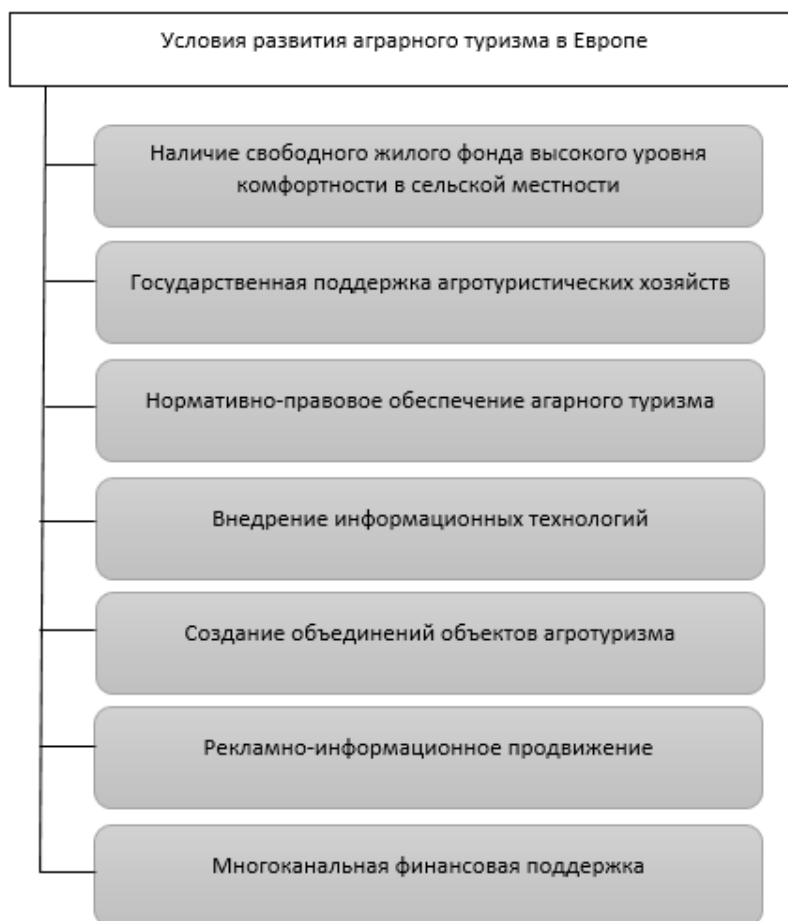 Условия развития аграрного туризма в Европе
Наличие свободного жилого фонда высокого уровня
комфортности в сельской местности
Государственная поддержка агротуристических хозяйств
Нормативно-правовое обеспечение агарного туризма
Внедрение информационных технологий
Создание объединений объектов агротуризма
Рекламно-информационное продвижение
Многоканальная финансовая поддержка